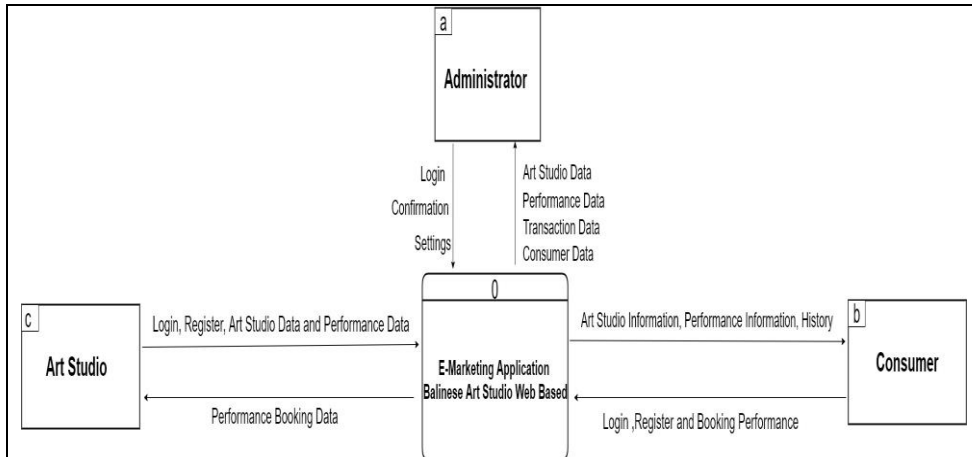 a
Administrator
Login
Confirmation
Settings
Art Studio Data
Performance Data
Transaction Data
Consumer Data
c
Art Studio
Login, Register, Art Studio Data and Performance Data
Performance Booking Data
0
E-Marketing Application
Balinese Art Studio Web Based
Art Studio Information, Performance Information, History
Login ,Register and Booking Performance
b
Consumer